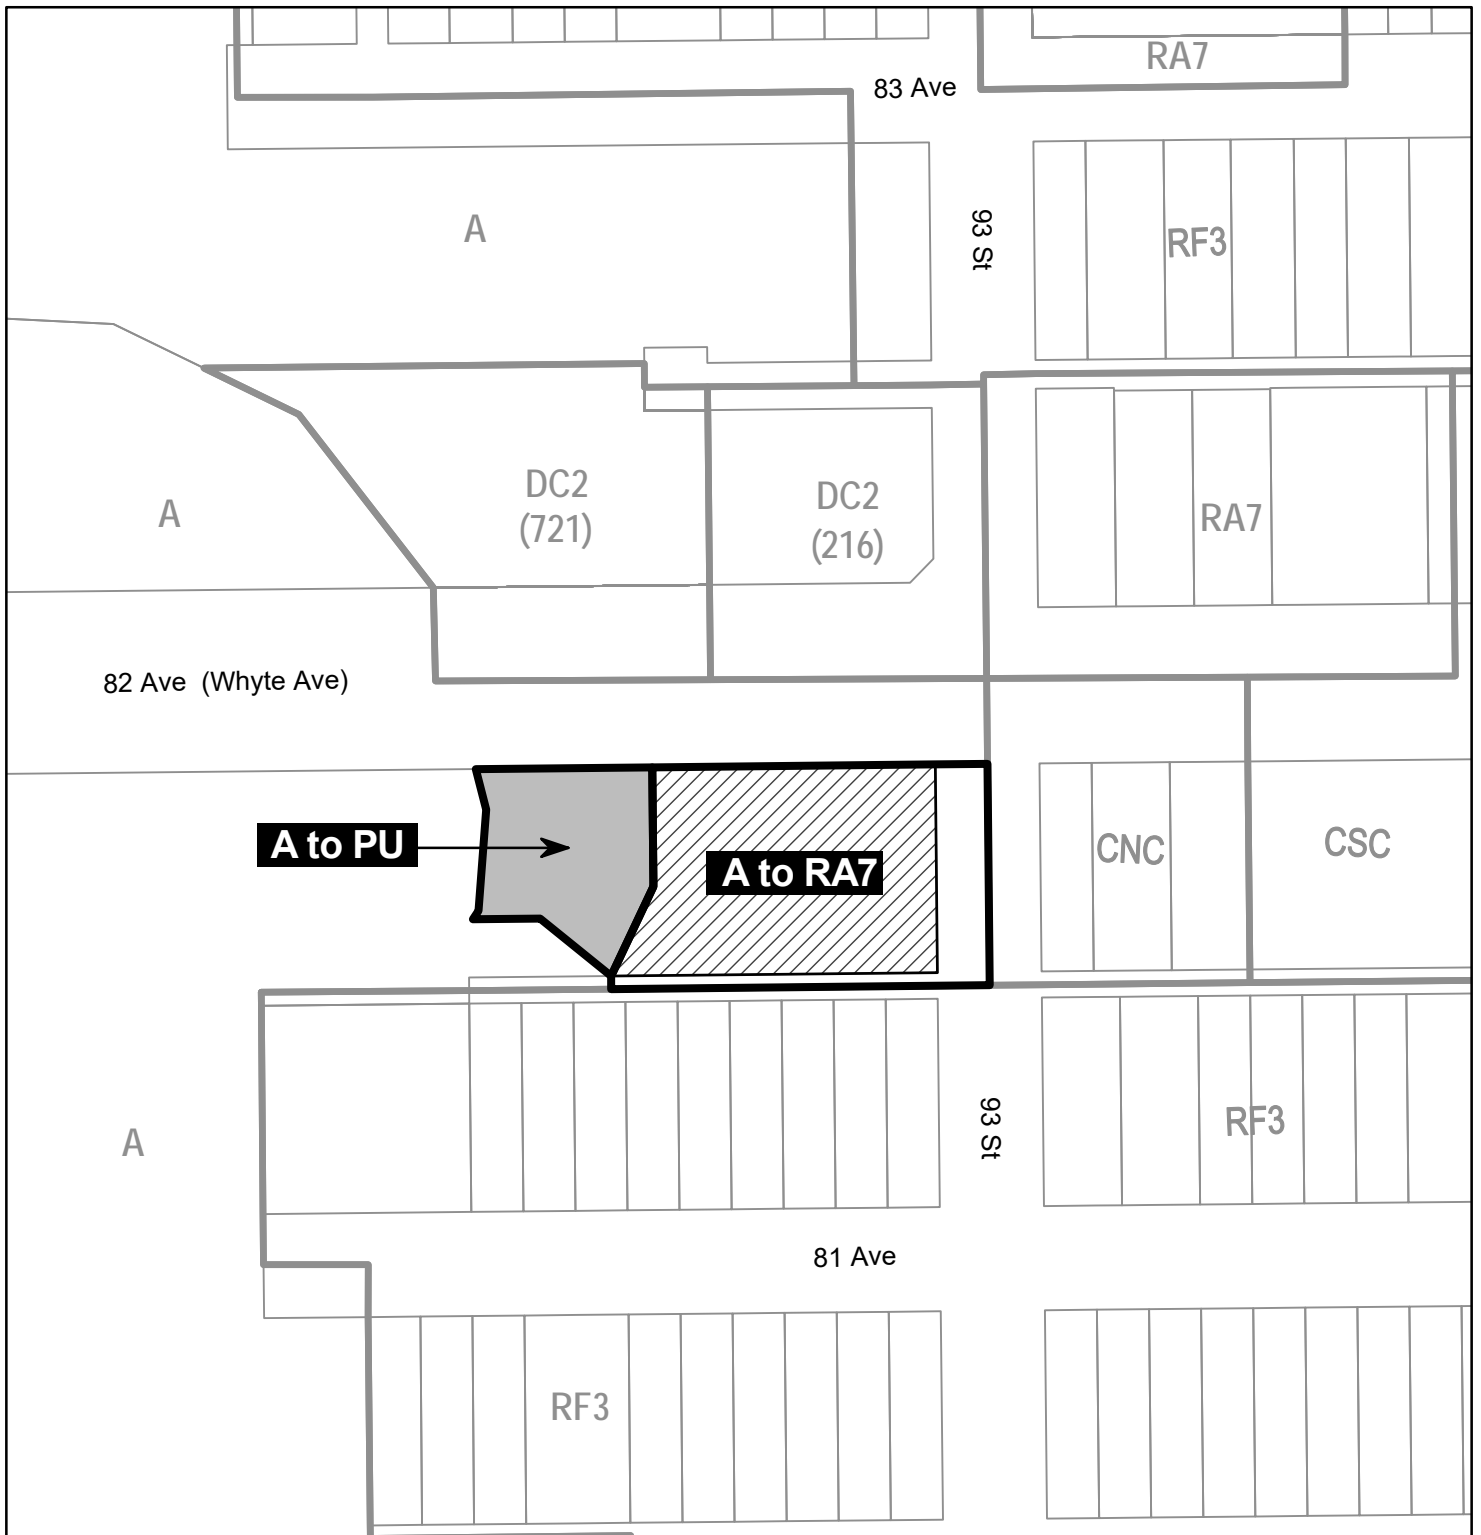 RA7
83 Ave
A
93 St
RF3
DC2
(721)
DC2
(216)
A
RA7
82 Ave (Whyte Ave)
A to PU
A to RA7
CNC
CSC
93 St
RF3
A
81 Ave
RF3